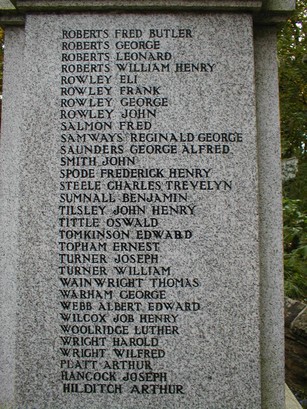 ROBERTS FRED BUTLER
ROBERTS GEORGE
ROBERTS LEONARD
ROBERTS WILLIAM HENRY
ROWLEY ELI
ROWLEY FRANK
ROWLEY GEORGE
ROWLEY JOHN
SALMON FRED
SAMWAYS REGINALD GEORGE
SAUNDERS GEORGE ALFRED
SMITH JOHN
SPODE FREDERICK HENRY
STEELE CHARLES TREVELYN
SUMNALL BENJAMIN
TILSLEY JOHN HENRY
TITTLE OSWALD
TOMKINSON EDWARD
TOPHAM ERNEST
TURNER JOSEPH
TURNER WILLIAM
WAINWRIGHT THOMAS
WARHAM GEORGE
WEBB ALBERT EDWARD
WILCOX JOB HENRY
WOOLRIDGE LUTHER
WRIGHT HAROLD
WRIGHT WILFRED
PLATT ARTHUR
HANCOCK JOSEPH
HILDITCH ARTHUR